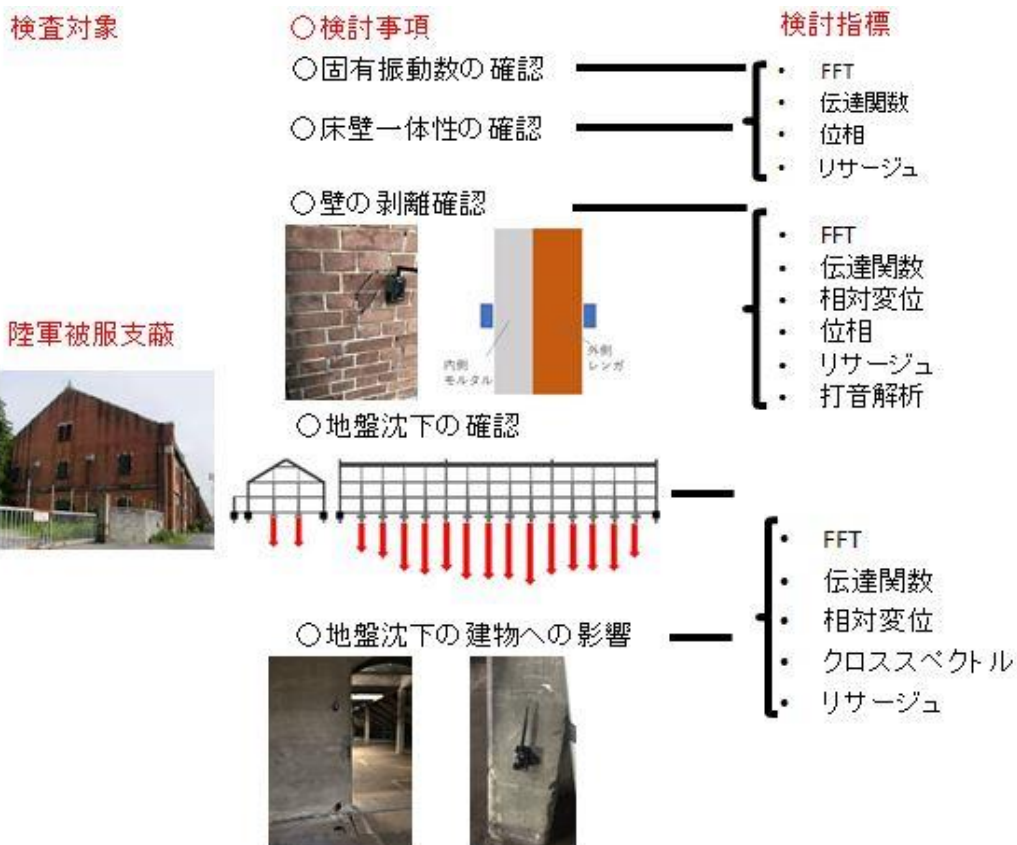 検査対象
○検討事項
検討指標
○固有振動数の確認
○床壁一体性の確認
• FFT
• 伝達関数
• 位相
• リサージュ
○壁の剥離確認
• FFT
• 伝達関数
• 相対変位
• 位相
• リサージュ
• 打音解析
内側
モルタル
外側
レンガ
陸軍被服支蔽
○地盤沈下の確認
○地盤沈下の建物への影響
• FFT
• 伝達関数
• 相対変位
• クロススペクトル
• リサージュ